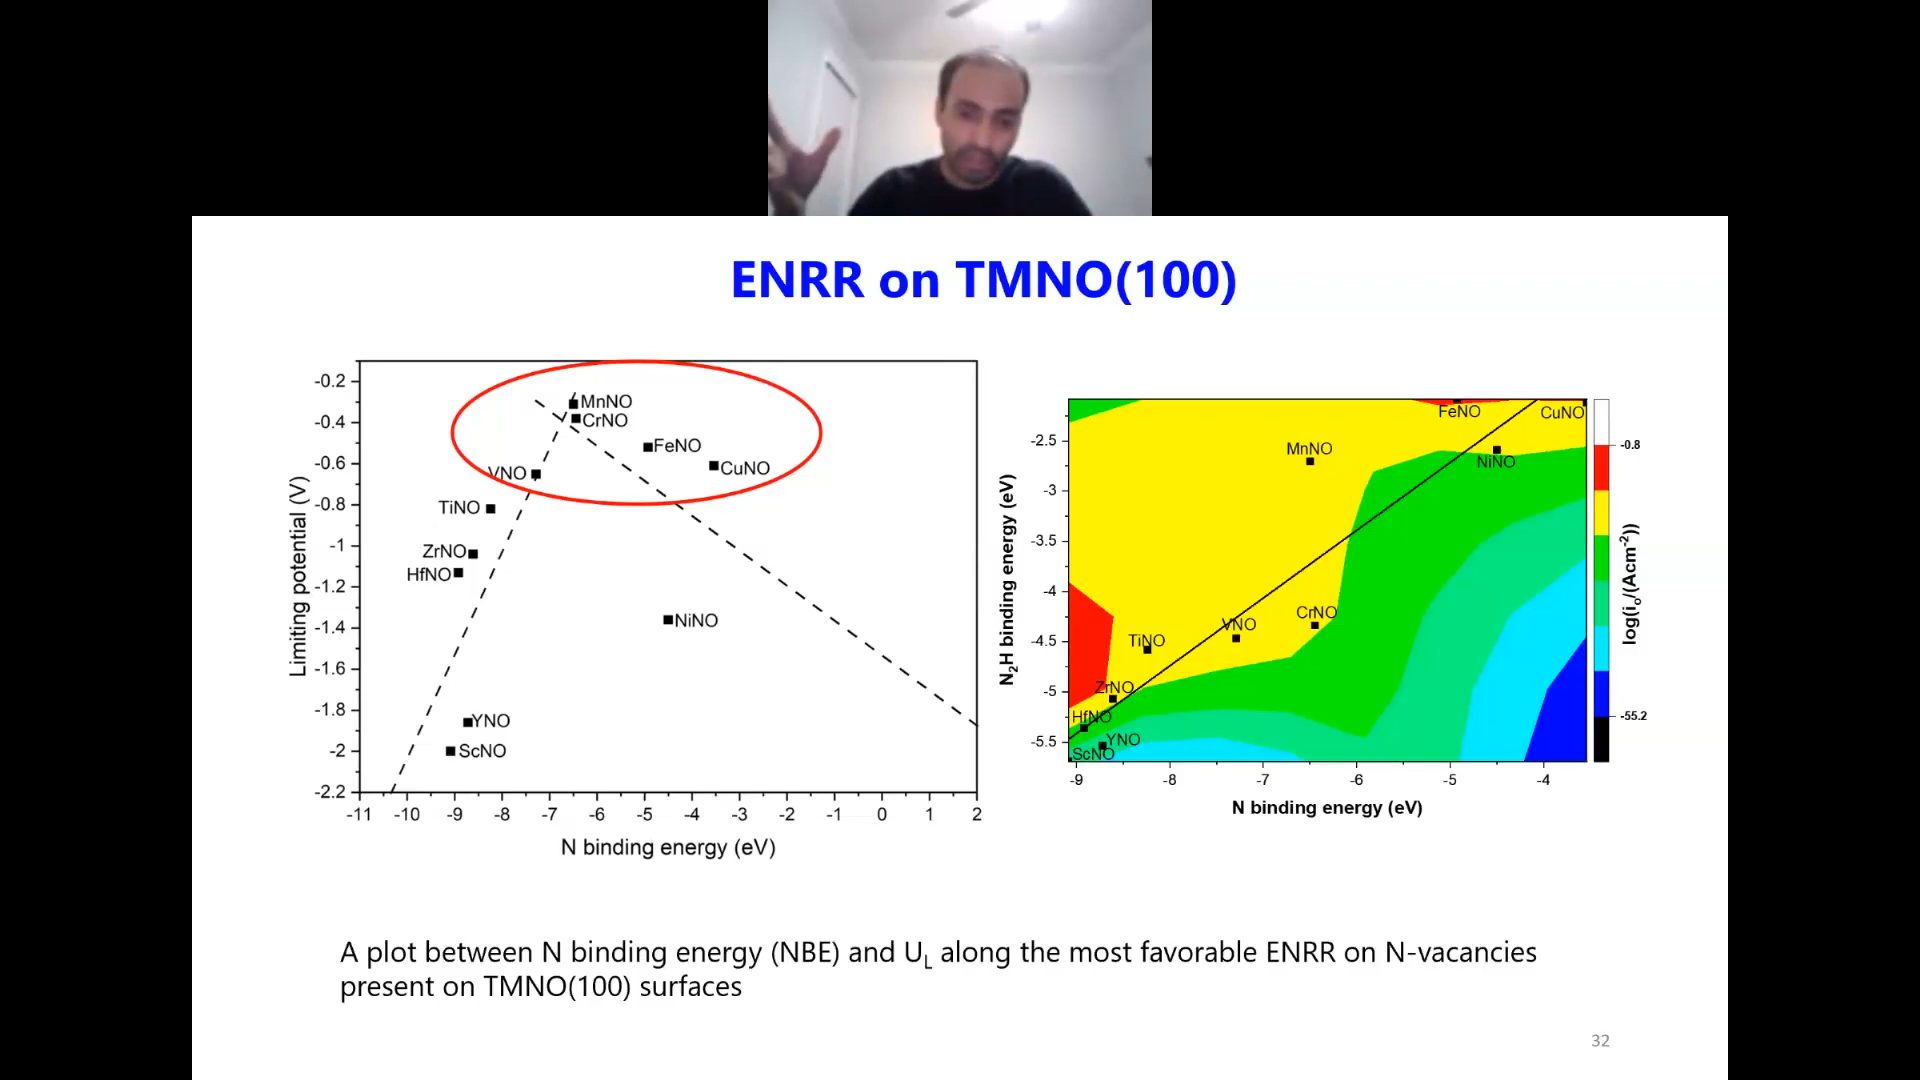 ENRR on TMNO(100)
-0.2
-0.4
-0.6
-0.8
-1
-1.2
-1.4
-1.6
-1.8
-2
-2.2
Limiting potential (V)
MnNO
CrNO
FeNO
CuNO
VNO
TiNO
ZrNO
HfNO
NiNO
YNO
ScNO
-11 -10 -9 -8 -7 -6 -5 -4 -3 -2 -1 0 1 2
N binding energy (eV)
-2.5
-3
-3.5
-4
-4.5
-5
-5.5
N2H binding energy (eV)
FeNO
CuNO
MnNO
NiNO
CrNO
VNO
TiNO
ZrNO
HfNO
YNO
ScNO
-9 -8 -7 -6 -5 -4
N binding energy (eV)
-0.8
-55.2
log(io/(Acm-2))
A plot between N binding energy (NBE) and UL along the most favorable ENRR on N-vacancies
present on TMNO(100) surfaces
32